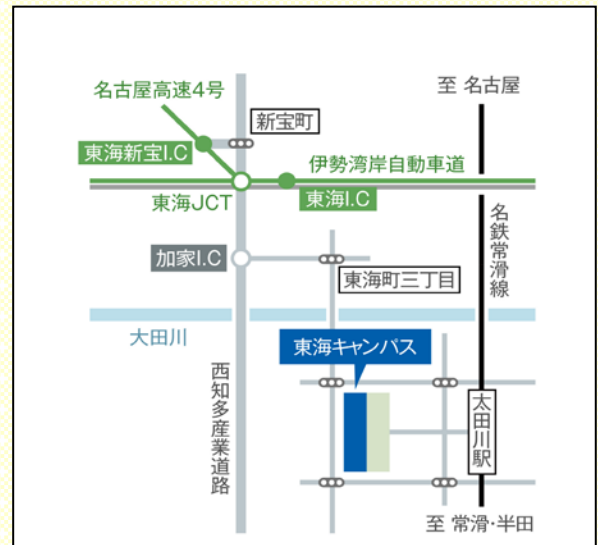 至 名古屋
名古屋高速4号
新宝町
東海新宝I.C
伊勢湾岸自動車道
東海JCT
東海I.C
名鉄常滑線
加家I.C
東海町三丁目
大田川
東海キャンパス
西知多産業道路
太田川駅
至 常滑・半田